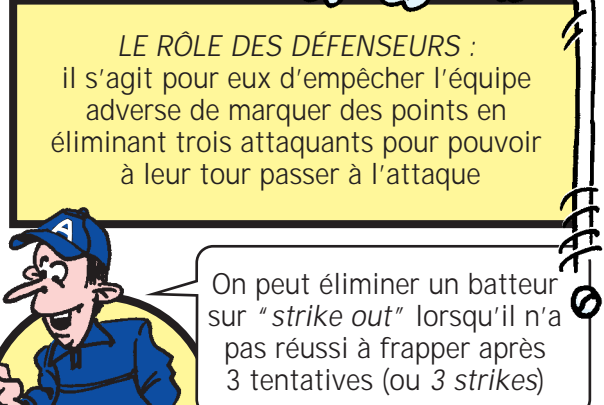 LE RÔLE DES DÉFENSEURS :
il s'agit pour eux d'empêcher l'équipe
adverse de marquer des points en
éliminant trois attaquants pour pouvoir
à leur tour passer à l'attaque
A
On peut éliminer un batteur
sur "strike out" lorsqu'il n'a
pas réussi à frapper après
3 tentatives (ou 3 strikes)